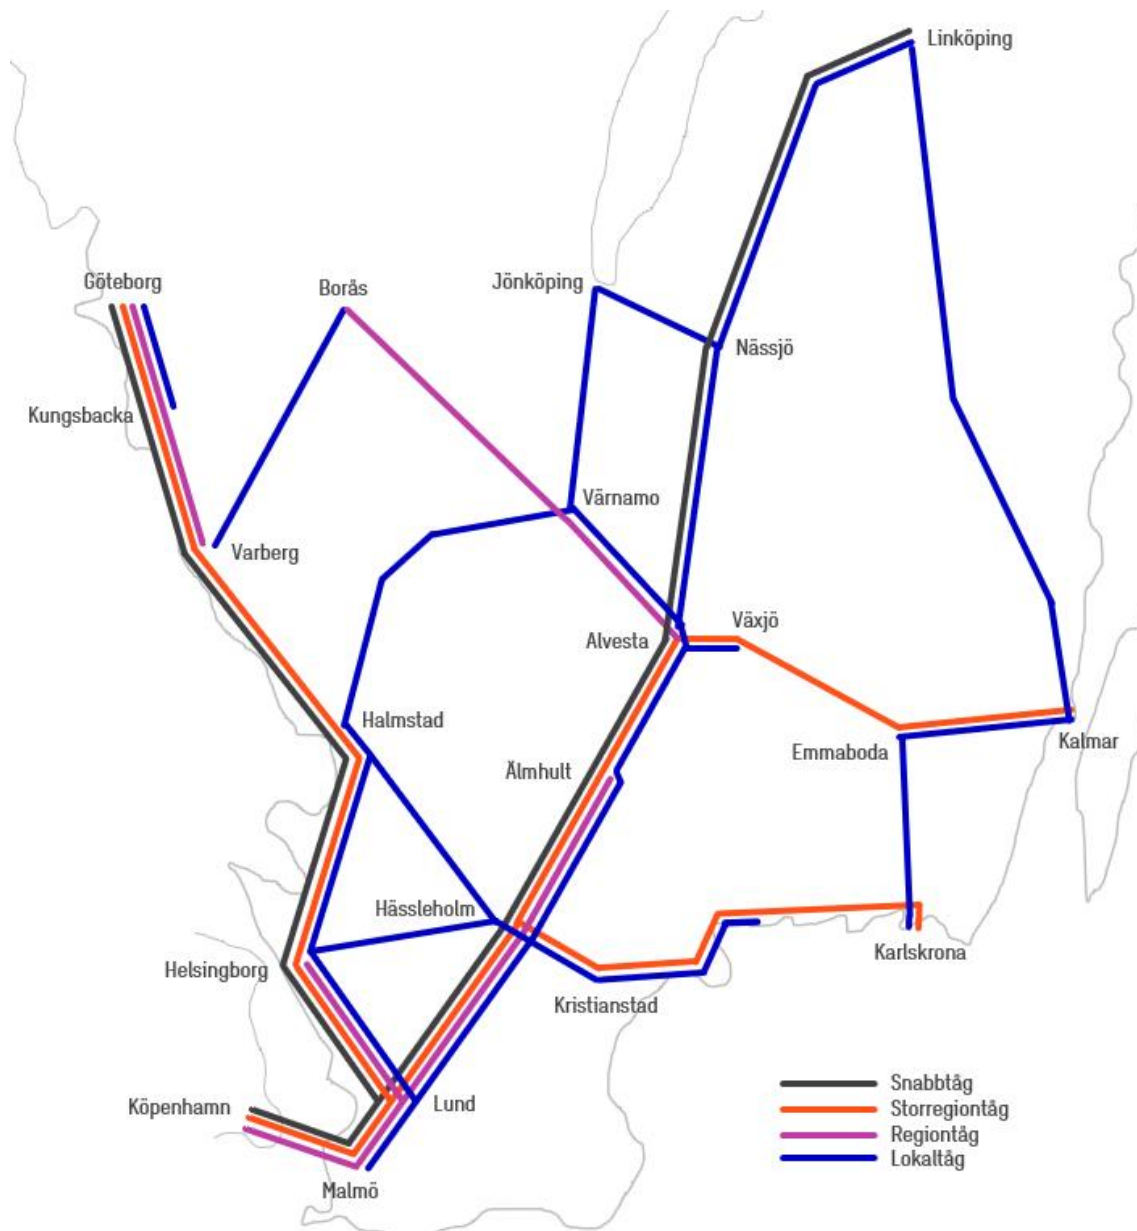 Linköping
Göteborg
Borås
Jönköping
Nässjö
Kungsbacka
Värnamo
Varberg
Växjö
Alvesta
Halmstad
Kalmar
Emmaboda
Älmhult
Hässleholm
Karlskrona
Helsingborg
Kristianstad
Köpenhamn
Lund
Malmö
Snabbtåg
Storregiontåg
Regiontåg
Lokaltåg